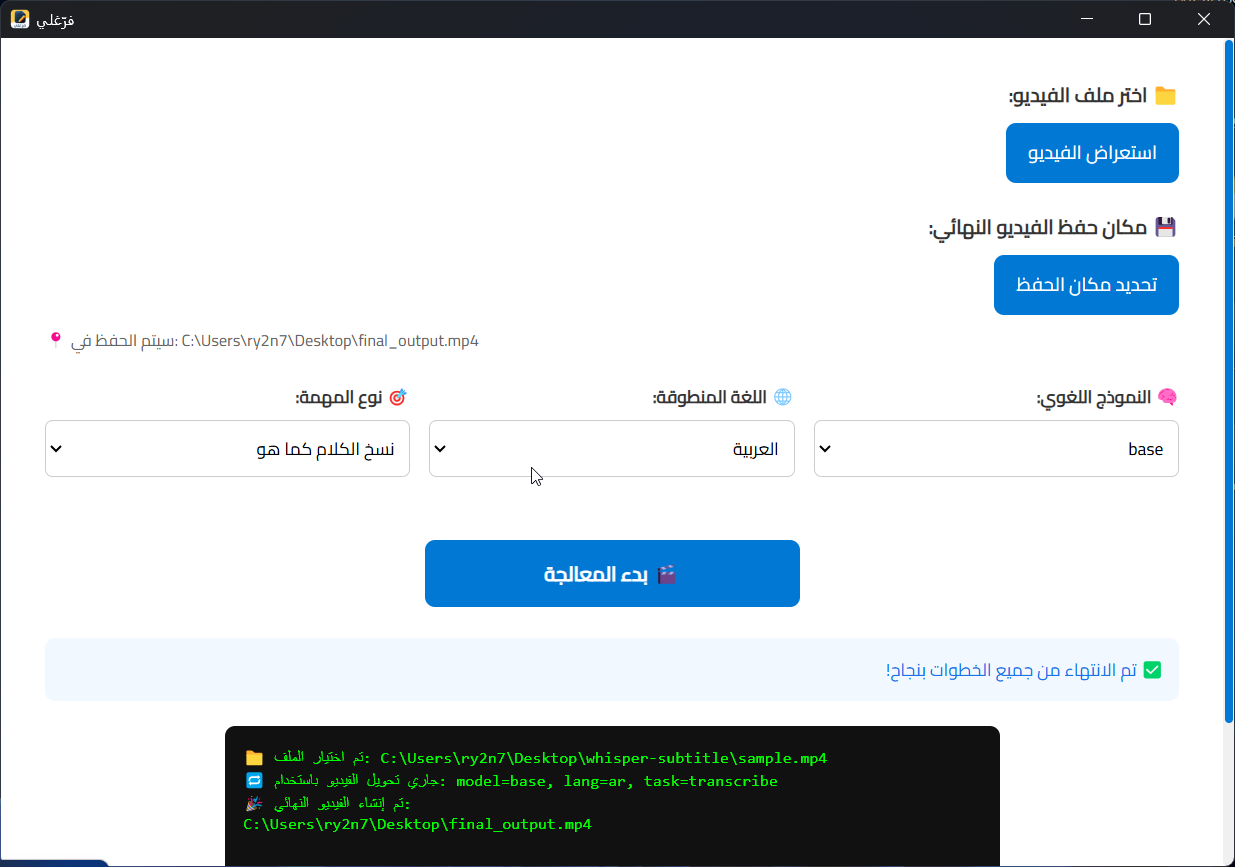 فرّغلي
📁 اختر ملف الفيديو:
استعراض الفيديو
💾 مكان حفظ الفيديو النهائي:
تحديد مكان الحفظ
📍 سيتم الحفظ في: C:\Users\ry2n7\Desktop\final_output.mp4
🧠 النموذج اللغوي:
base
🌐 اللغة المنطوقة:
العربية
🎯 نوع المهمة:
نسخ الكلام كما هو
🎬 بدء المعالجة
✅ تم الانتهاء من جميع الخطوات بنجاح!
📁 تم اختيار الملف: C:\Users\ry2n7\Desktop\whisper-subtitle\sample.mp4
🔁 جاري تحويل الفيديو باستخدام: model=base, lang=ar, task=transcribe
🎉 تم إنشاء الفيديو النهائي:
C:\Users\ry2n7\Desktop\final_output.mp4